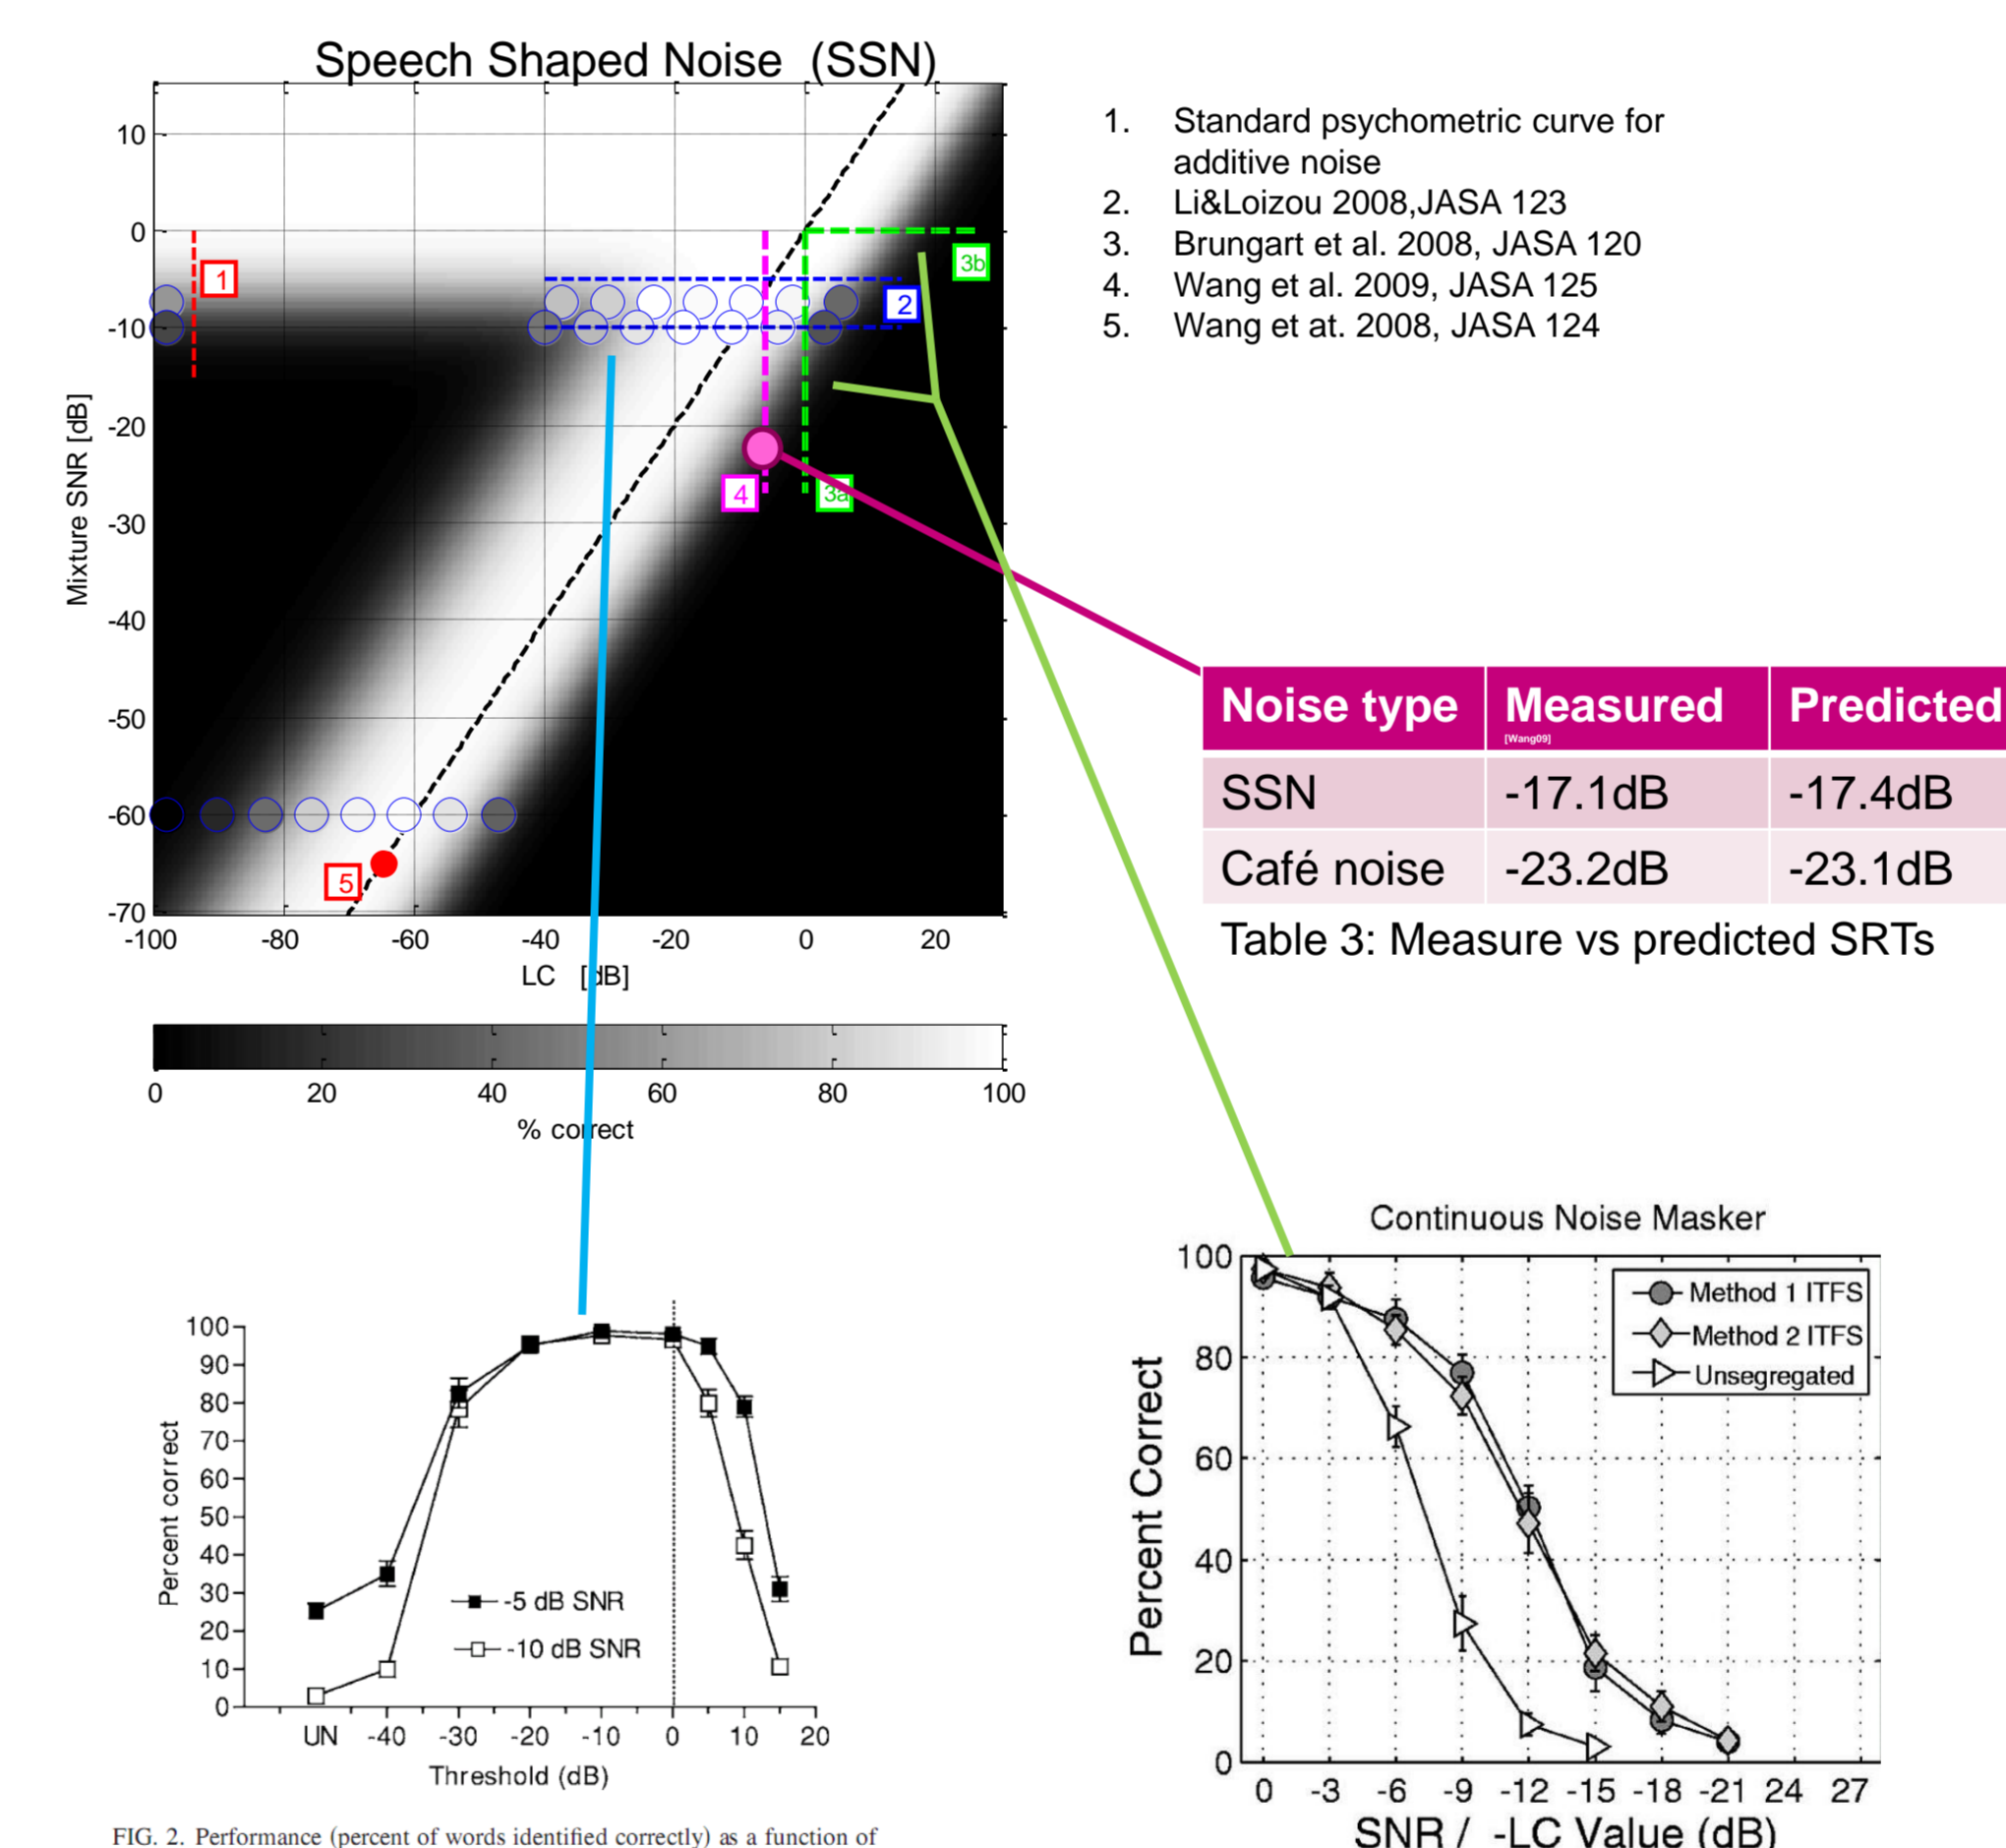 Speech Shaped Noise (SSN)
10
0
-10
-20
-30
-40
-50
-60
-70
Mixture SNR [dB]
1
2
3b
4
3a
5
-100 -80 -60 -40 -20 0 20
LC [dB]
0 20 40 60 80 100
% correct
1. Standard psychometric curve for
additive noise
2. Li&Loizou 2008,JASA 123
3. Brungart et al. 2008, JASA 120
4. Wang et al. 2009, JASA 125
5. Wang et at. 2008, JASA 124
Noise type Measured Predicted
[Wang09]
SSN -17.1dB -17.4dB
Café noise -23.2dB -23.1dB
Table 3: Measure vs predicted SRTs
100
90
80
70
60
50
40
30
20
10
0
Percent correct
-5 dB SNR
-10 dB SNR
UN -40 -30 -20 -10 0 10 20
Threshold (dB)
FIG. 2. Performance (percent of words identified correctly) as a function of
Continuous Noise Masker
100
80
60
40
20
0
Percent Correct
Method 1 ITFS
Method 2 ITFS
Unsegregated
0 -3 -6 -9 -12 -15 -18 -21 24 27
SNR / -LC Value (dB)